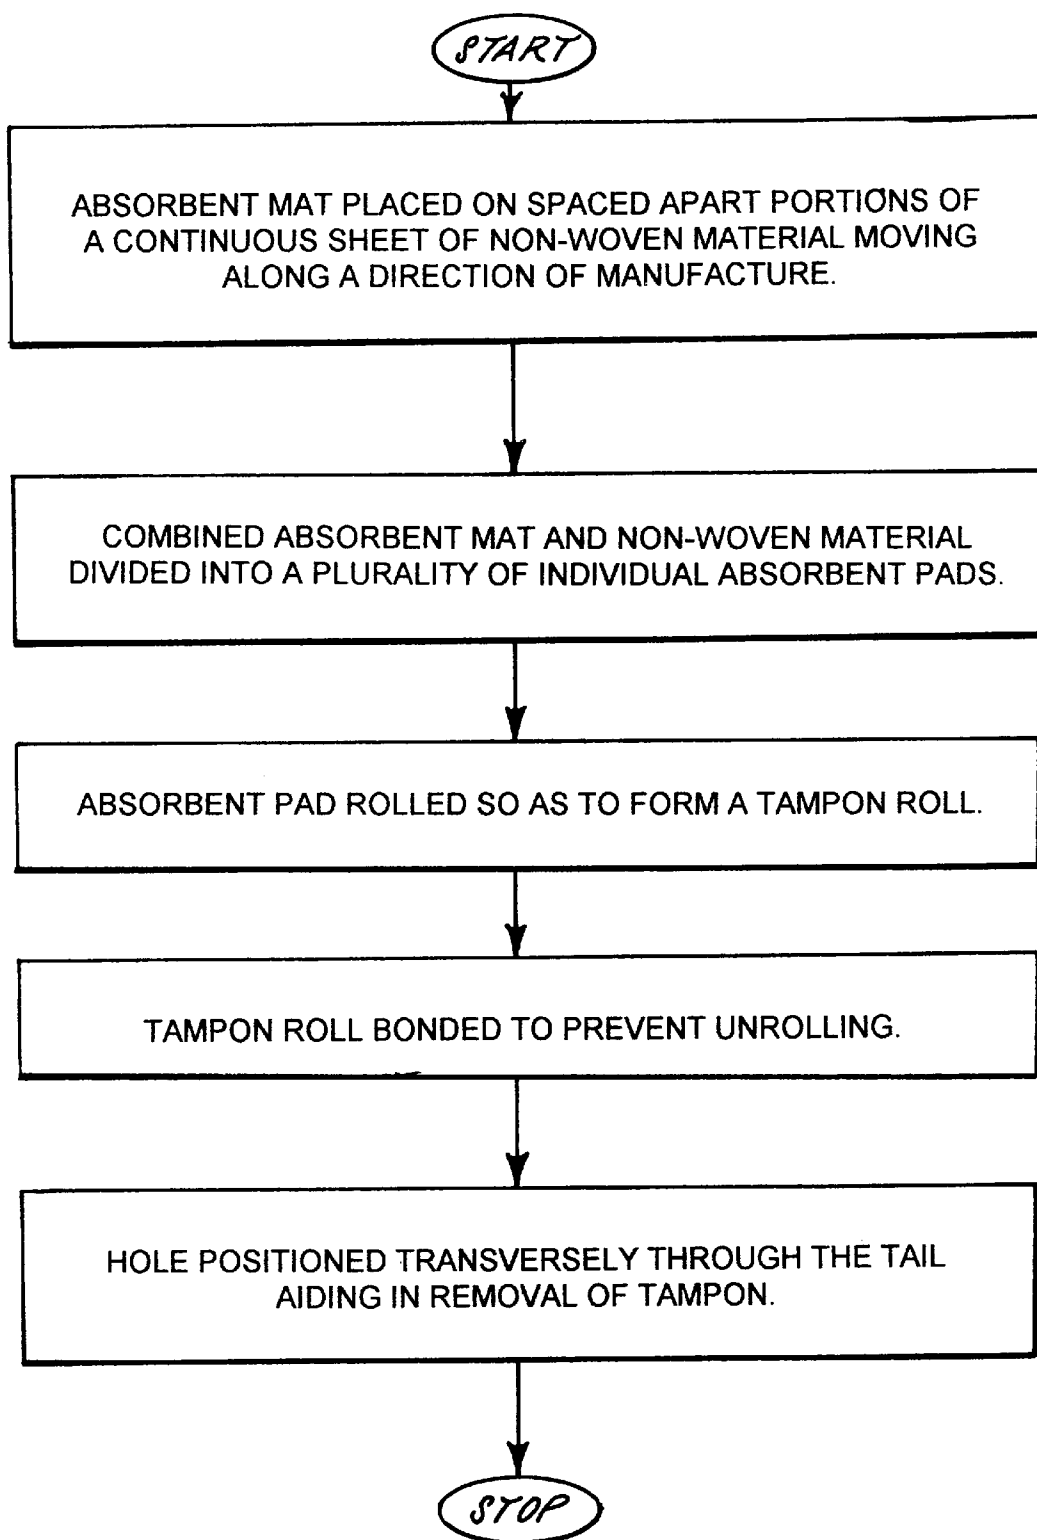 START
ABSORBENT MAT PLACED ON SPACED APART PORTIONS OF
A CONTINUOUS SHEET OF NON-WOVEN MATERIAL MOVING
ALONG A DIRECTION OF MANUFACTURE.
COMBINED ABSORBENT MAT AND NON-WOVEN MATERIAL
DIVIDED INTO A PLURALITY OF INDIVIDUAL ABSORBENT PADS.
ABSORBENT PAD ROLLED SO AS TO FORM A TAMPON ROLL.
TAMPON ROLL BONDED TO PREVENT UNROLLING.
HOLE POSITIONED TRANSVERSELY THROUGH THE TAIL
AIDING IN REMOVAL OF TAMPON.
STOP